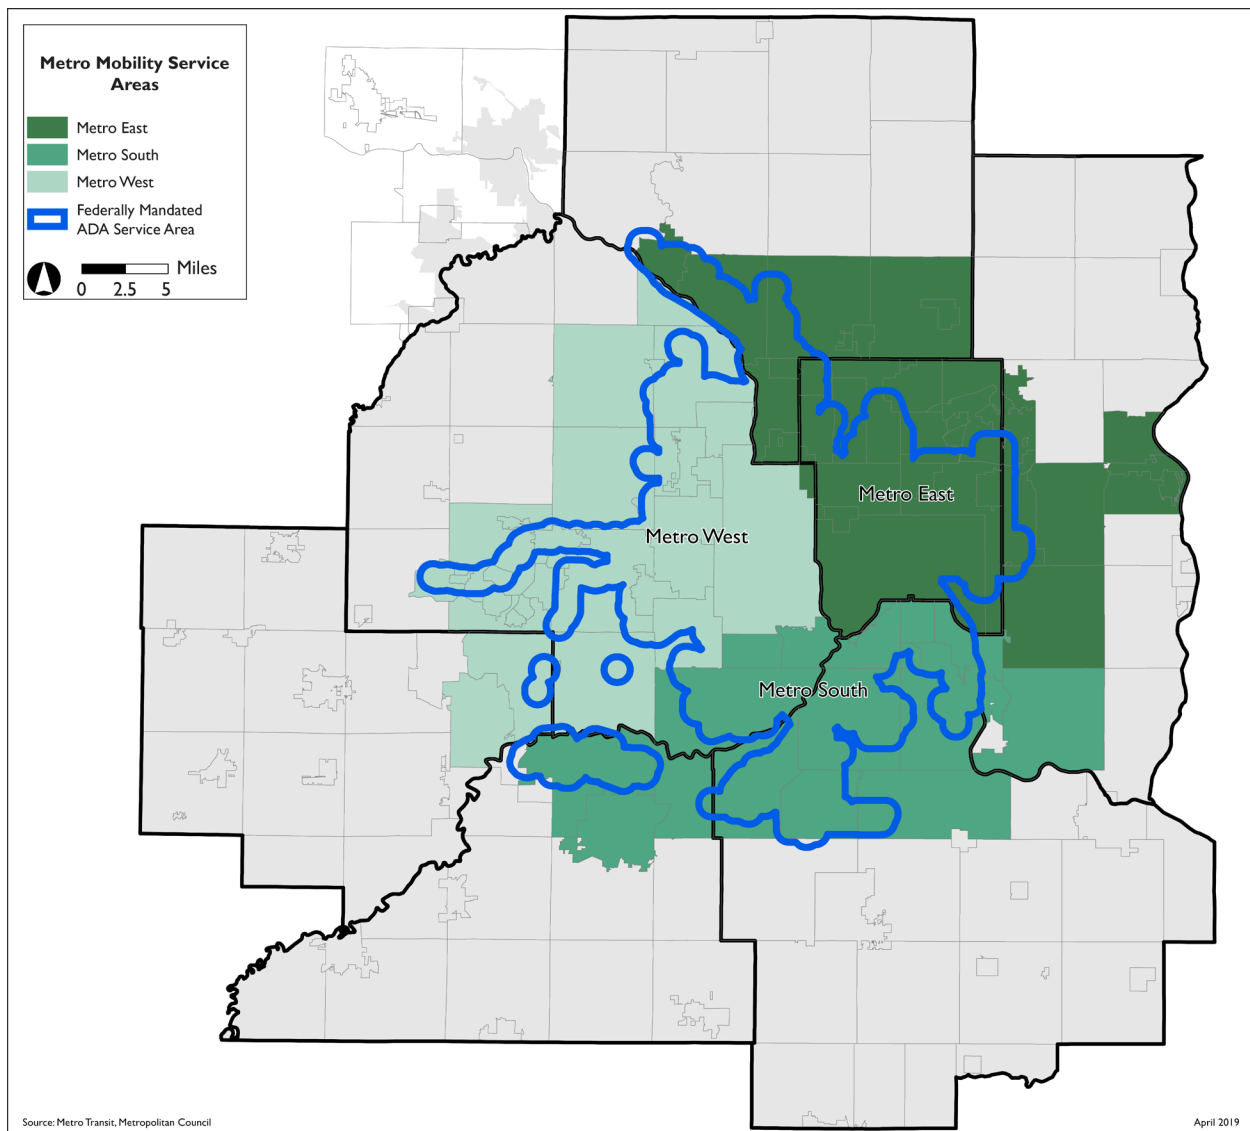 Metro Mobility Service
Areas
Metro East
Metro South
Metro West
Federally Mandated
ADA Service Area
Miles
0 2.5 5
Metro East
Metro West
Metro South
Source: Metro Transit, Metropolitan Council
April 2019